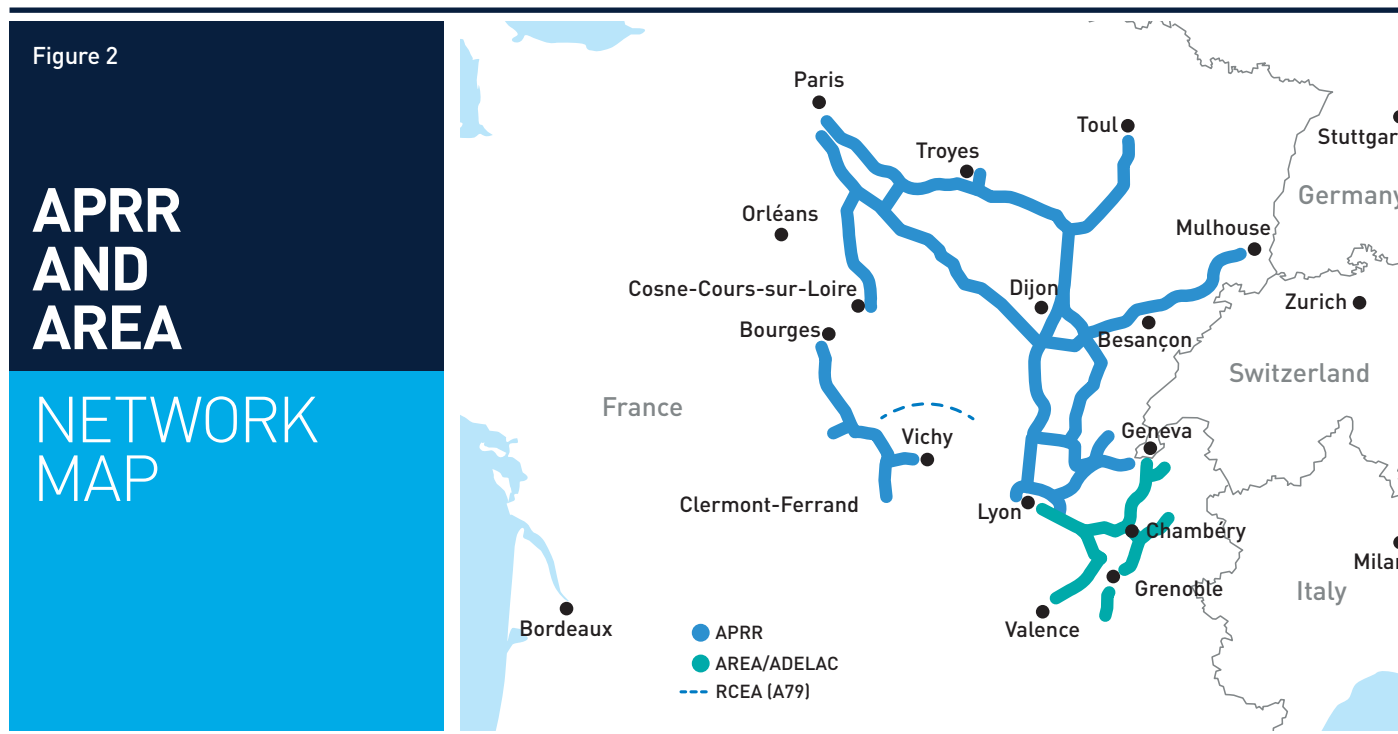 Figure 2
APRR
AND
AREA
NETWORK
MAP
Paris
Toul
Stuttgar
Troyes
Germany
Orléans
Mulhouse
Cosne-Cours-sur-Loire
Dijon
Zurich
Bourges
Besançon
Switzerland
France
Vichy
Geneva
Clermont-Ferrand
Lyon
Chambéry
Milan
Grenoble
Italy
Bordeaux
Valence
APRR
AREA/ADELAC
RCEA (A79)